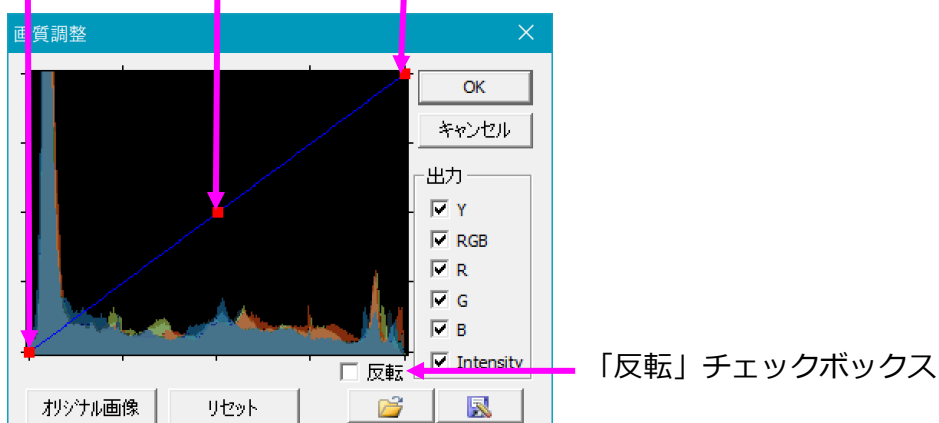 画質調整
OK
キャンセル
出力
Y
RGB
R
G
B
Intensity
反転
「反転」チェックボックス
オリジナル画像
リセット